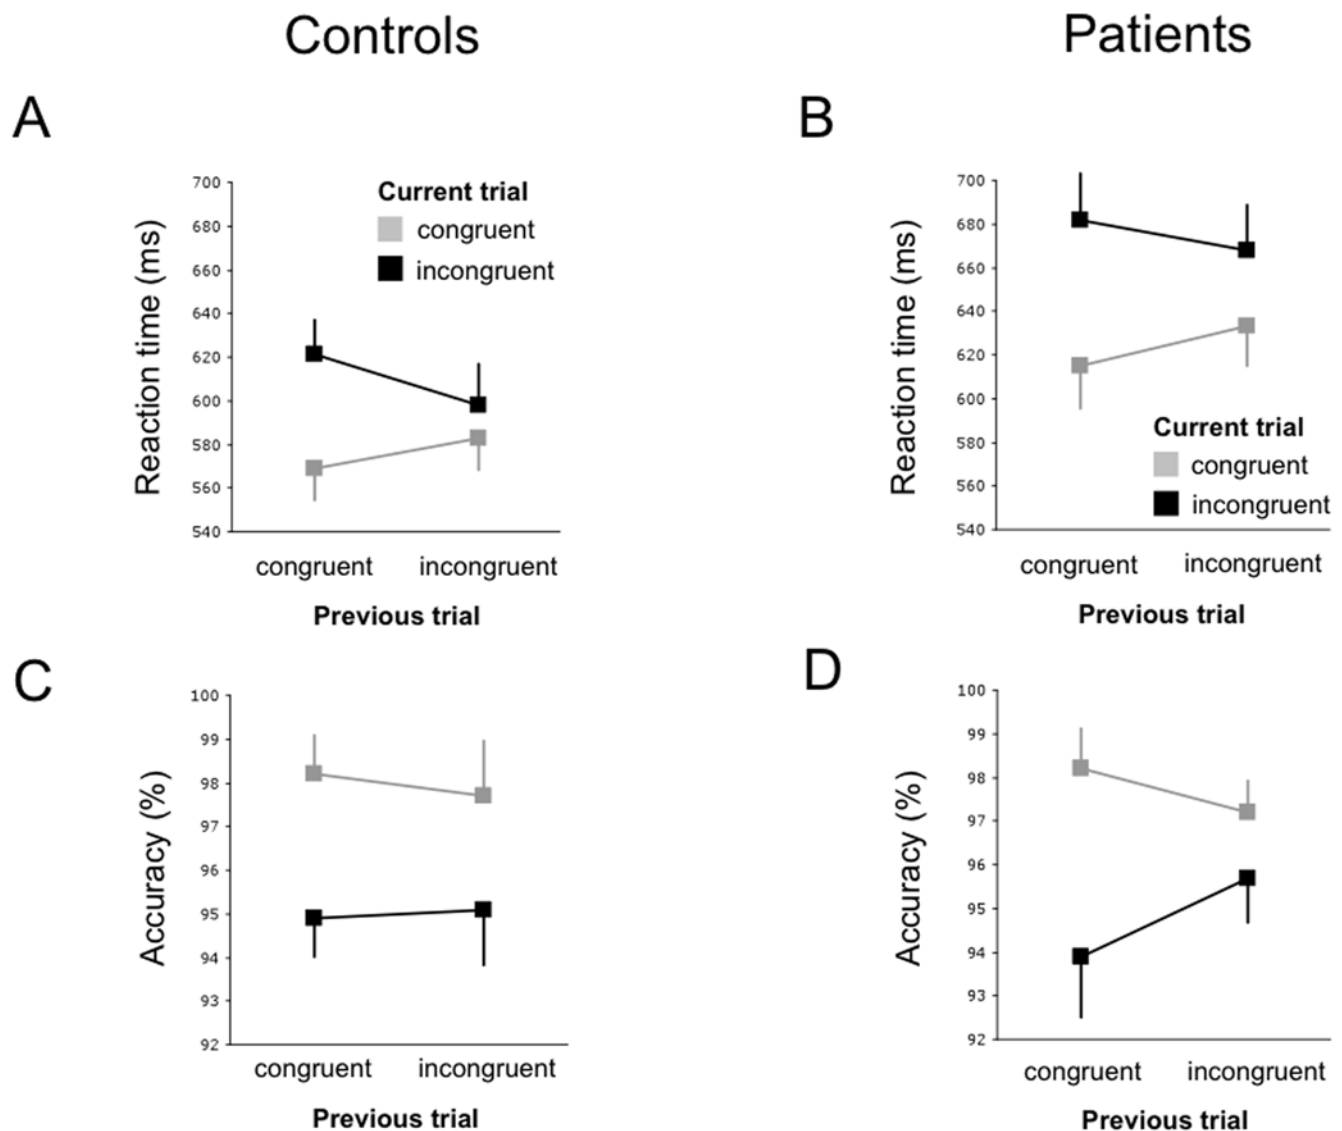 Controls
Patients
A
700
680
660
640
620
600
580
560
540
Reaction time (ms)
Current trial
congruent
incongruent
congruent incongruent
Previous trial
B
700
680
660
640
620
600
580
560
540
Reaction time (ms)
Current trial
congruent
incongruent
congruent incongruent
Previous trial
C
100
99
98
97
96
95
94
93
92
Accuracy (%)
congruent incongruent
Previous trial
D
100
99
98
97
96
95
94
93
92
Accuracy (%)
congruent incongruent
Previous trial